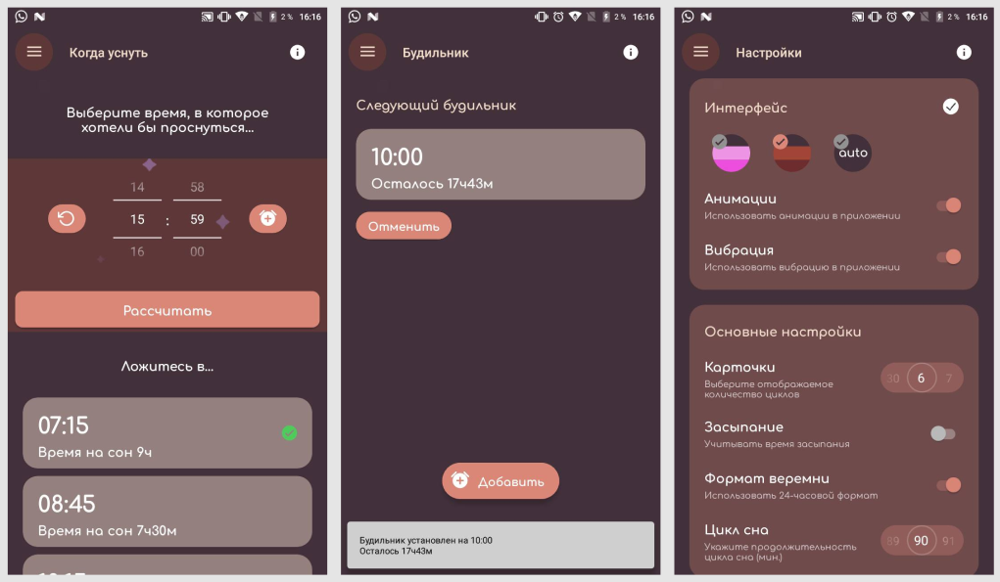 2 % 16:16
Когда уснуть
Выберите время, в которое
хотели бы проснуться...
14 58
15 : 59
16 00
Рассчитать
Ложитесь в...
07:15
Время на сон 9ч
08:45
Время на сон 7ч30м
2 % 16:16
Будильник
Следующий будильник
10:00
Осталось 17ч43м
Отменить
Добавить
Будильник установлен на 10:00
Осталось 17ч43м
2 % 16:16
Настройки
Интерфейс
auto
Анимации
Использовать анимации в приложении
Вибрация
Использовать вибрацию в приложении
Основные настройки
Карточки
Выберите отображаемое
количество циклов
30 6 7
Засыпание
Учитывать время засыпания
Формат веремни
Использовать 24-часовой формат
Цикл сна
Укажите продолжительность
цикла сна (мин.)
89 90 91